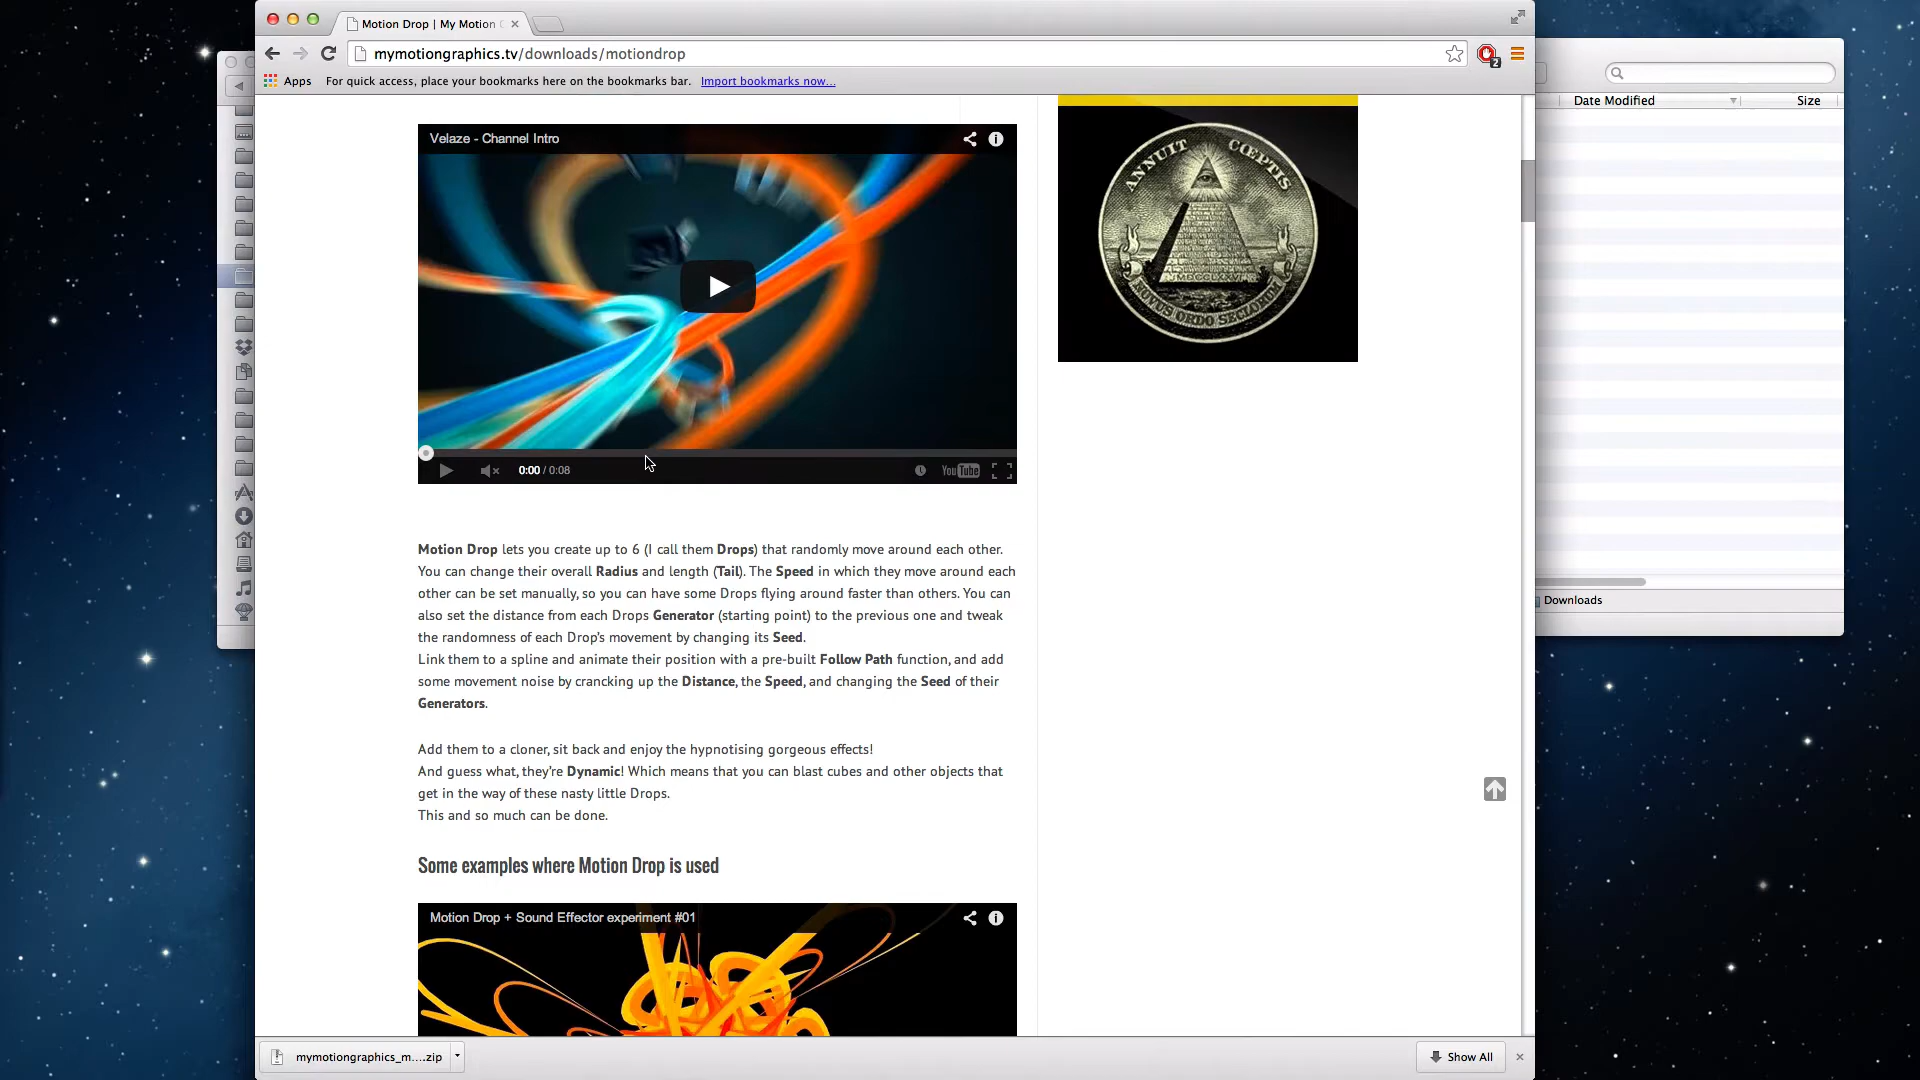 Motion Drop | My Motion
mymotiongraphics.tv/downloads/motiondrop
2
Apps For quick access, place your bookmarks here on the bookmarks bar. Import bookmarks now...
Date Modified Size
Velaze - Channel Intro
ANNUIT CŒPTIS
MDCCLXXVI
NOVUS ORDO SECLORUM
0:00 / 0:08
YouTube
Motion Drop lets you create up to 6 (I call them Drops) that randomly move around each other.
You can change their overall Radius and length (Tail). The Speed in which they move around each
other can be set manually, so you can have some Drops flying around faster than others. You can
also set the distance from each Drops Generator (starting point) to the previous one and tweak
the randomness of each Drop's movement by changing its Seed.
Link them to a spline and animate their position with a pre-built Follow Path function, and add
some movement noise by crancking up the Distance, the Speed, and changing the Seed of their
Generators.
Add them to a cloner, sit back and enjoy the hypnotising gorgeous effects!
And guess what, they're Dynamic! Which means that you can blast cubes and other objects that
get in the way of these nasty little Drops.
This and so much can be done.
Some examples where Motion Drop is used
Motion Drop + Sound Effector experiment #01
Downloads
mymotiongraphics_m....zip
Show All